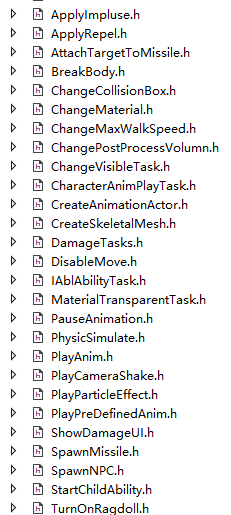 ApplyImpluse.h
ApplyRepel.h
AttachTargetToMissile.h
BreakBody.h
ChangeCollisionBox.h
ChangeMaterial.h
ChangeMaxWalkSpeed.h
ChangePostProcessVolumn.h
ChangeVisibleTask.h
CharacterAnimPlayTask.h
CreateAnimationActor.h
CreateSkeletalMesh.h
DamageTasks.h
DisableMove.h
IAblAbilityTask.h
MaterialTransparentTask.h
PauseAnimation.h
PhysicSimulate.h
PlayAnim.h
PlayCameraShake.h
PlayParticleEffect.h
PlayPreDefinedAnim.h
ShowDamageUI.h
SpawnMissile.h
SpawnNPC.h
StartChildAbility.h
TurnOnRagdoll.h